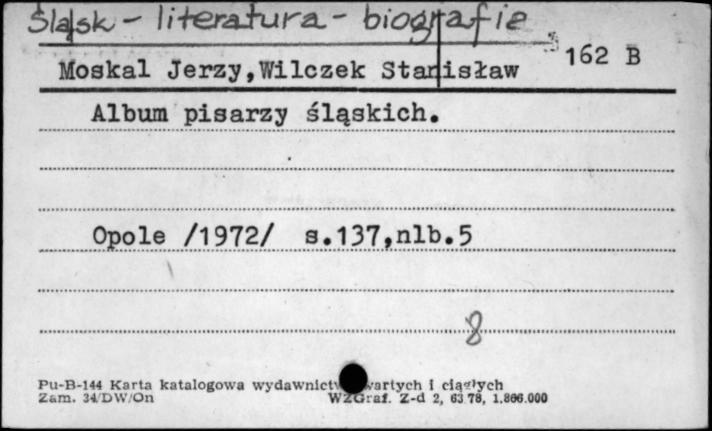 Śląsk - literatura - biografie
162 B
Moskal Jerzy,Wilczek Stanisław
Album pisarzy śląskich.
Opole /1972/ s.137,nlb.5
8
Pu-B-144 Karta katalogowa wydawnictw zwartych i ciągłych
Zam. 34/DW/On WZGraf. Z-d 2, 63 78, 1.866.000